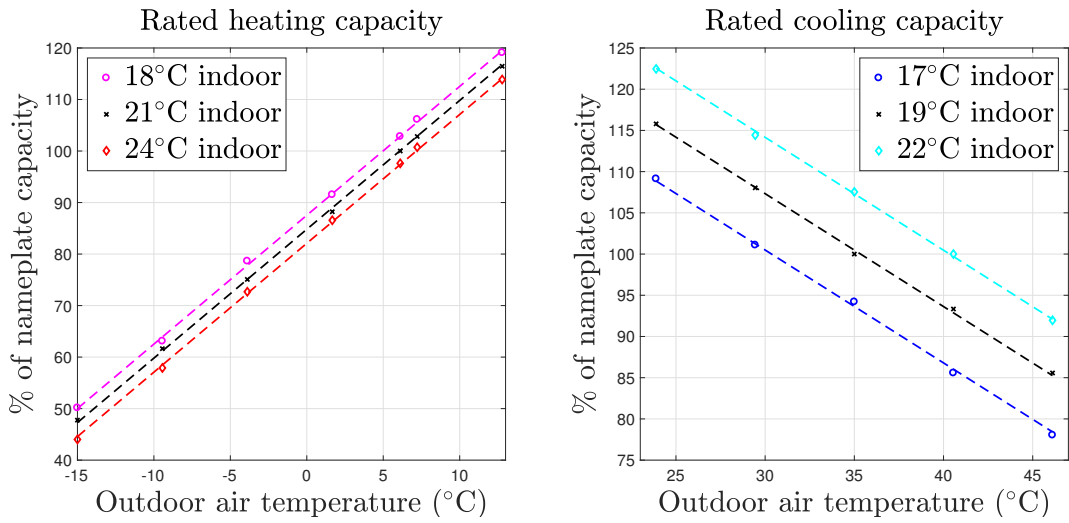 Rated heating capacity
% of nameplate capacity
120
110
100
90
80
70
60
50
40
18°C indoor
21°C indoor
24°C indoor
-15
-10
-5
0
5
10
Outdoor air temperature (°C)
Rated cooling capacity
% of nameplate capacity
125
120
115
110
105
100
95
90
85
80
75
17°C indoor
19°C indoor
22°C indoor
25
30
35
40
45
Outdoor air temperature (°C)